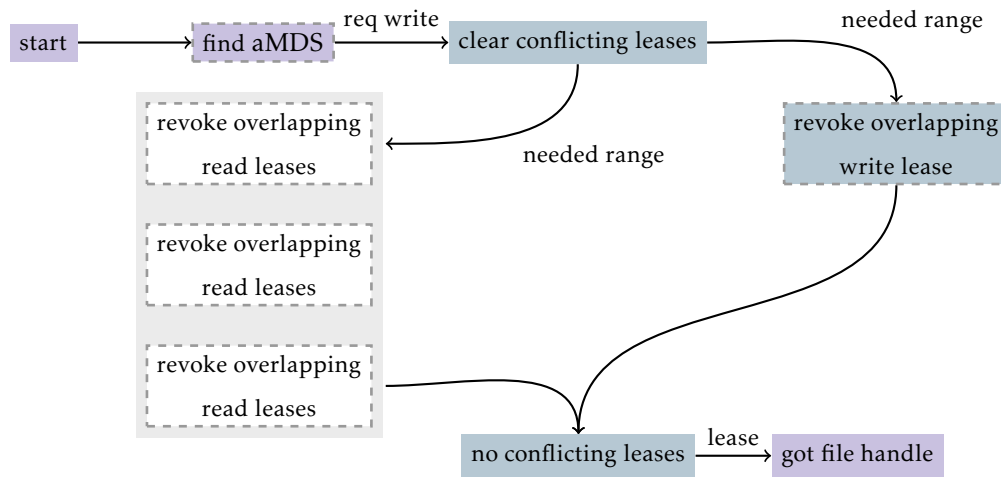 start
find aMDS
req write
clear conflicting leases
needed range
revoke overlapping
read leases
needed range
revoke overlapping
write lease
revoke overlapping
read leases
revoke overlapping
read leases
no conflicting leases
lease
got file handle